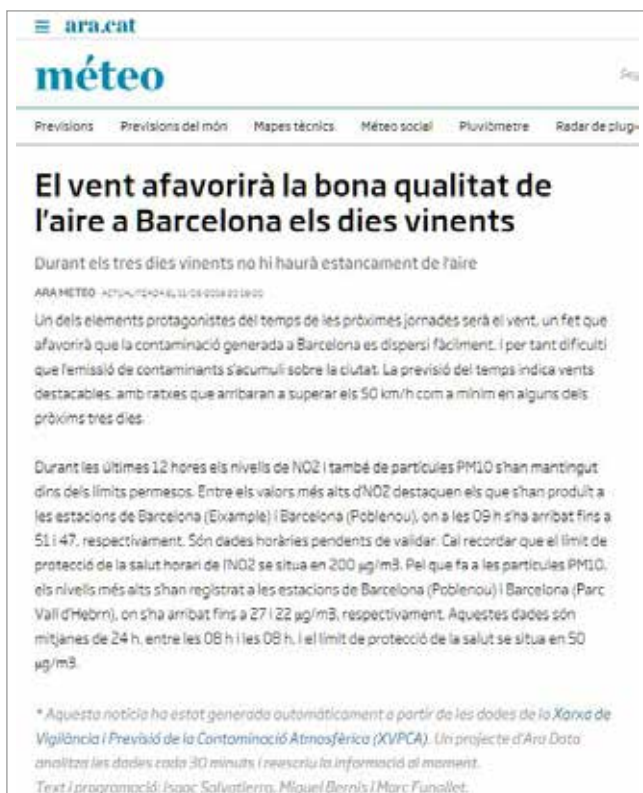 ara.cat
méteo
Previsions Previsions del món Mapes tècnics Méteo social Pluviòmetre Radar de
El vent afavorirà la bona qualitat de
l'aire a Barcelona els dies vinents
Durant els tres dies vinents no hi haurà estancament de l'aire
ARA METEO
Un dels elements protagonistes del temps de les pròximes jornades serà el vent, un fet que
afavorirà que la contaminació generada a Barcelona es dispersi fàcilment, i per tant dificulti
que l'emissió de contaminants s'acumuli sobre la ciutat. La previsió del temps indica vents
destacables, amb ratxes que arribaran a superar els 50 km/h com a mínim en alguns dels
pròxims tres dies.
Durant les últimes 12 hores els nivells de NO2 i també de partícules PM10 s'han mantingut
dins dels límits permesos. Entre els valors més alts d'NO2 destaquen els que s'han produït a
les estacions de Barcelona (Eixample) i Barcelona (Poblenou), on a les 09 h s'ha arribat fins a
51 i 47, respectivament. Són dades horàries pendents de validar. Cal recordar que el límit de
protecció de la salut horari de l'NO2 se situa en 200 µg/m3. Pel que fa a les partícules PM10,
els nivells més alts s'han registrat a les estacions de Barcelona (Poblenou) i Barcelona (Parc
Vall d'Hebrn), on s'ha arribat fins a 27 i 22 µg/m3, respectivament. Aquestes dades són
mitjanes de 24 h, entre les 08 h i les 08 h, i el límit de protecció de la salut se situa en 50
µg/m3.
* Aquesta notícia ha estat generada automàticament a partir de les dades de la Xarxa de
Vigilància i Previsió de la Contaminació Atmosfèrica (XVPCA). Un projecte d'Ara Data
analitza les dades cada 30 minuts i reescriu la informació al moment.
Text i programació: Isaac Salvatierra, Miquel Bernis i Marc Funollet.